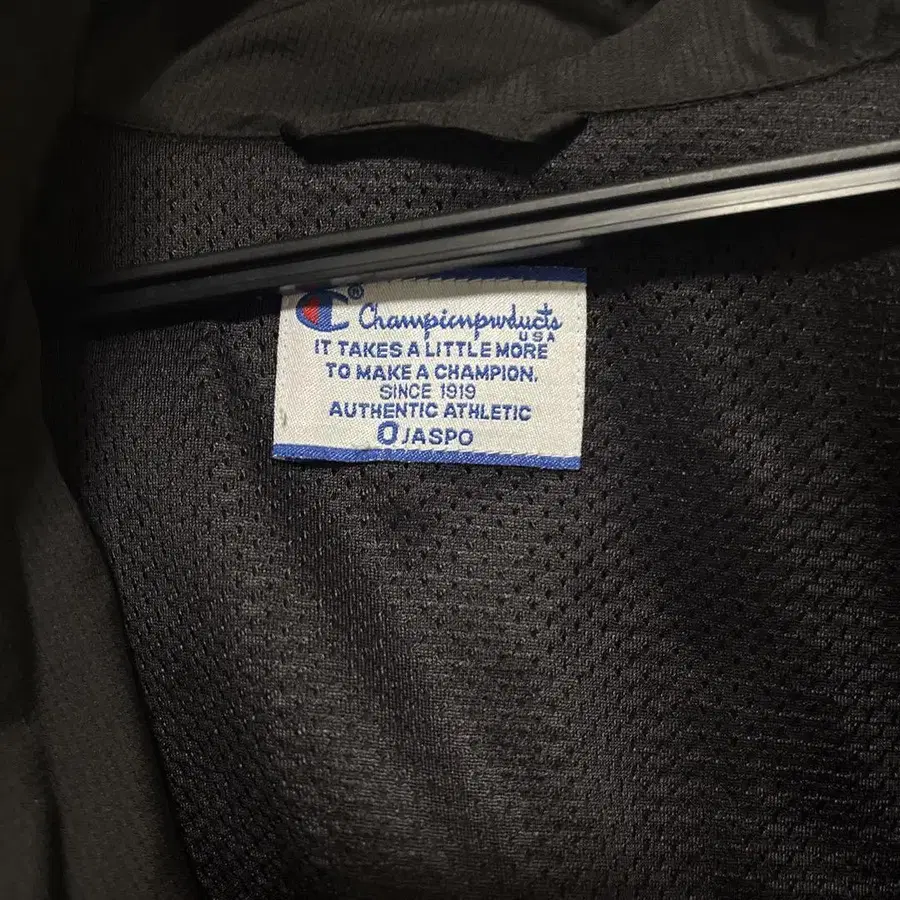 ® Championproducts
USA
IT TAKES A LITTLE MORE
TO MAKE A CHAMPION.
SINCE 1919
AUTHENTIC ATHLETIC
O JASPO